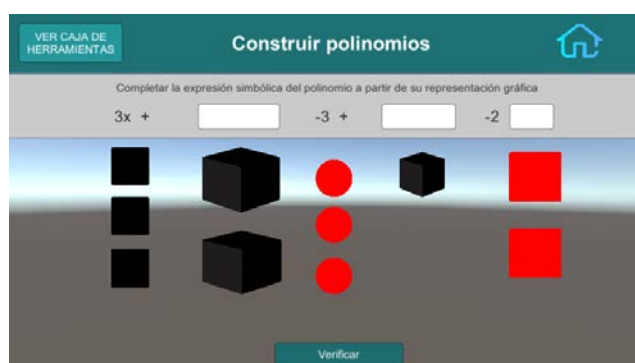 VER CAJA DE
HERRAMIENTAS
Construir polinomios
Completar la expresión simbólica del polinomio a partir de su representación gráfica
3x + -3 + -2
Verificar